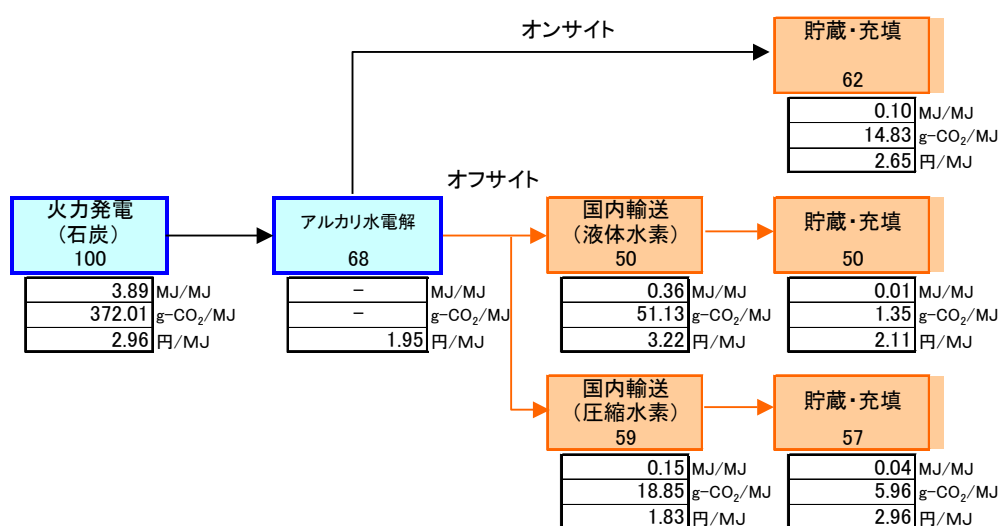 オンサイト
貯蔵・充填
62
0.10 MJ/MJ
14.83 g-CO₂/MJ
2.65 円/MJ
オフサイト
火力発電
（石炭）
100
3.89 MJ/MJ
372.01 g-CO₂/MJ
2.96 円/MJ
アルカリ水電解
68
－ MJ/MJ
－ g-CO₂/MJ
1.95 円/MJ
国内輸送
（液体水素）
50
0.36 MJ/MJ
51.13 g-CO₂/MJ
3.22 円/MJ
貯蔵・充填
50
0.01 MJ/MJ
1.35 g-CO₂/MJ
2.11 円/MJ
国内輸送
（圧縮水素）
59
0.15 MJ/MJ
18.85 g-CO₂/MJ
1.83 円/MJ
貯蔵・充填
57
0.04 MJ/MJ
5.96 g-CO₂/MJ
2.96 円/MJ